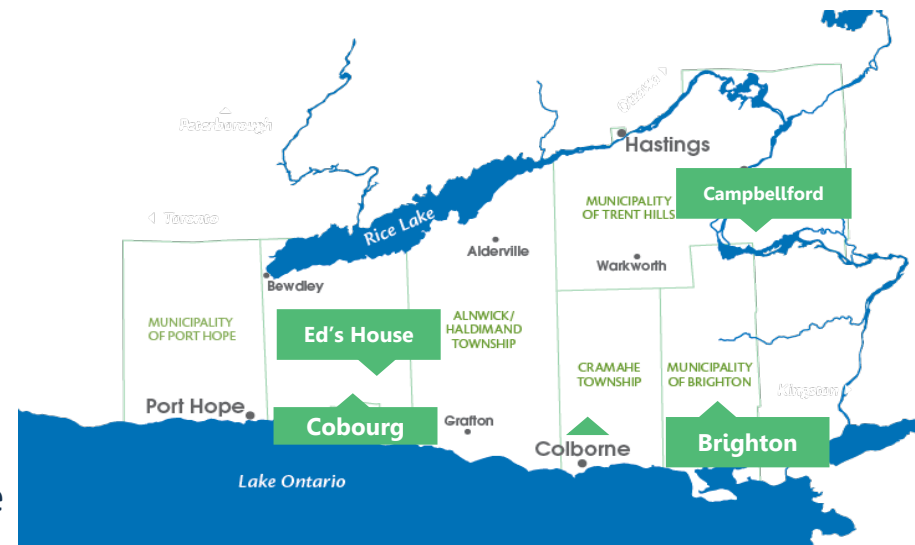 Ottawa
Hastings
Peterborough
Campbellford
MUNICIPALITY
OF TRENT HILLS
Toronto
Rice Lake
Alderville
Warkworth
Bewdley
MUNICIPALITY
OF PORT HOPE
Ed's House
ALNWICK/
HALDIMAND
TOWNSHIP
CRAMAHE
TOWNSHIP
MUNICIPALITY
OF BRIGHTON
Kingston
Port Hope
Cobourg
Grafton
Colborne
Brighton
Lake Ontario
e